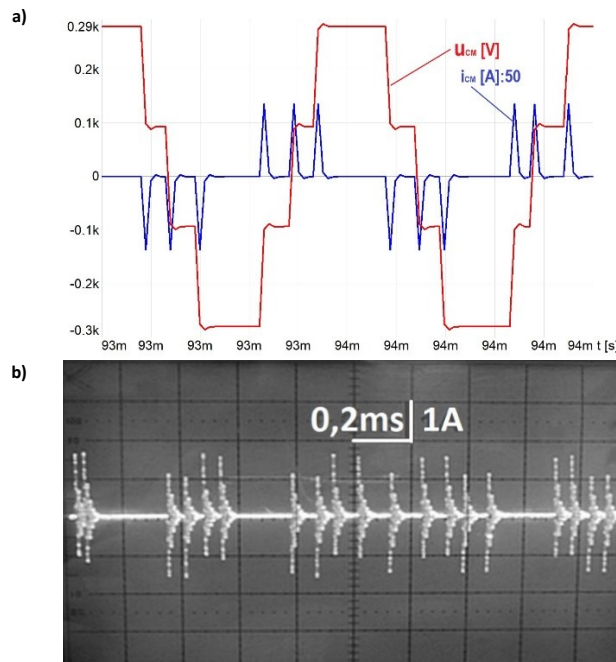 a)
0.29k
0.2k
0.1k
0
-0.1k
-0.2k
-0.3k
uCM [V]
iCM [A]:50
93m 93m 93m 93m 93m 94m 94m 94m 94m 94m 94m t [s]
b)
0,2ms 1A